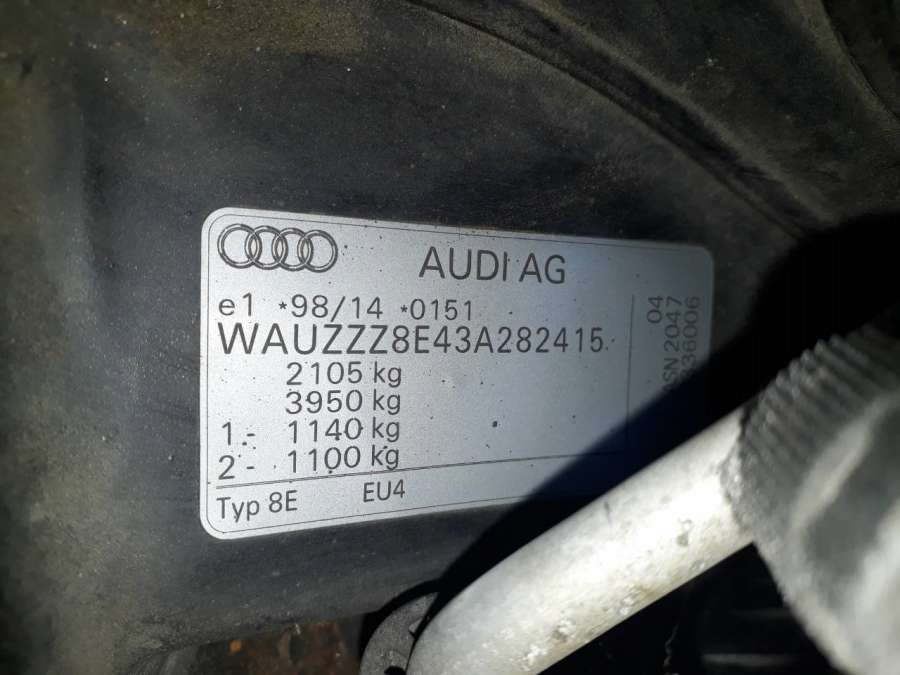 AUDI AG
e1 *98/14 *0151
WAUZZZ8E43A282415
2105 kg
3950 kg
1.- 1140 kg
2 - 1100 kg
Typ 8E EU4
04
2047
36006